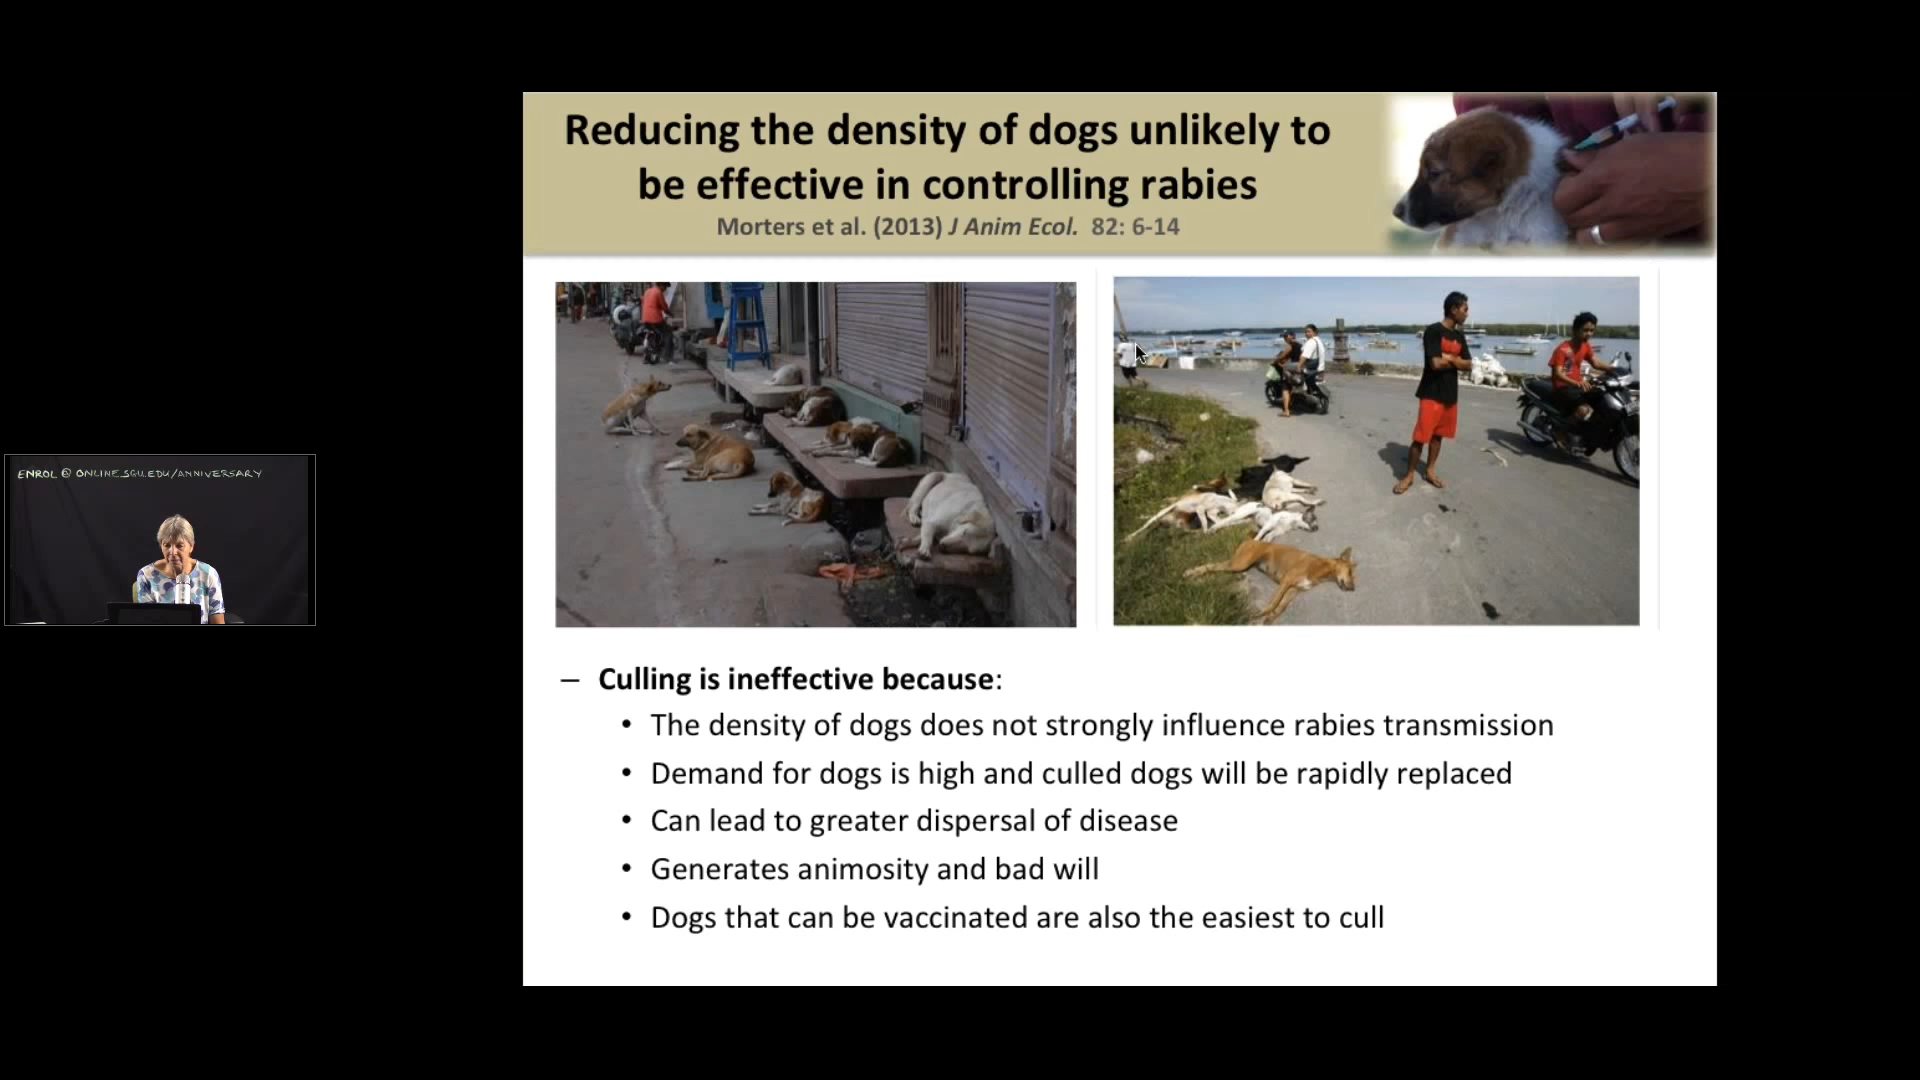 Reducing the density of dogs unlikely to
be effective in controlling rabies
Morters et al. (2013) J Anim Ecol. 82: 6-14
ENROL @ ONLINE.SGU.EDU/ANNIVERSARY
– Culling is ineffective because:
• The density of dogs does not strongly influence rabies transmission
• Demand for dogs is high and culled dogs will be rapidly replaced
• Can lead to greater dispersal of disease
• Generates animosity and bad will
• Dogs that can be vaccinated are also the easiest to cull